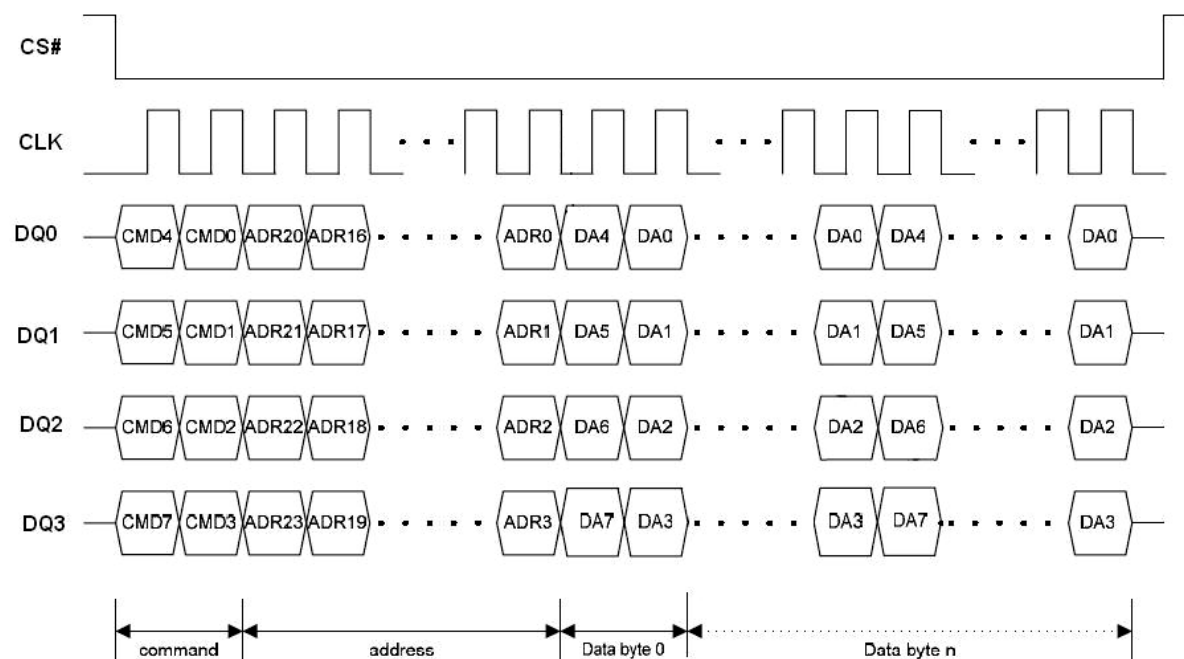 CS#
CLK
DQ0 CMD4 CMD0 ADR20 ADR16 ADR0 DA4 DA0 DA0 DA4 DA0
DQ1 CMD5 CMD1 ADR21 ADR17 ADR1 DA5 DA1 DA1 DA5 DA1
DQ2 CMD6 CMD2 ADR22 ADR18 ADR2 DA6 DA2 DA2 DA6 DA2
DQ3 CMD7 CMD3 ADR23 ADR19 ADR3 DA7 DA3 DA3 DA7 DA3
command address Data byte 0 Data byte n